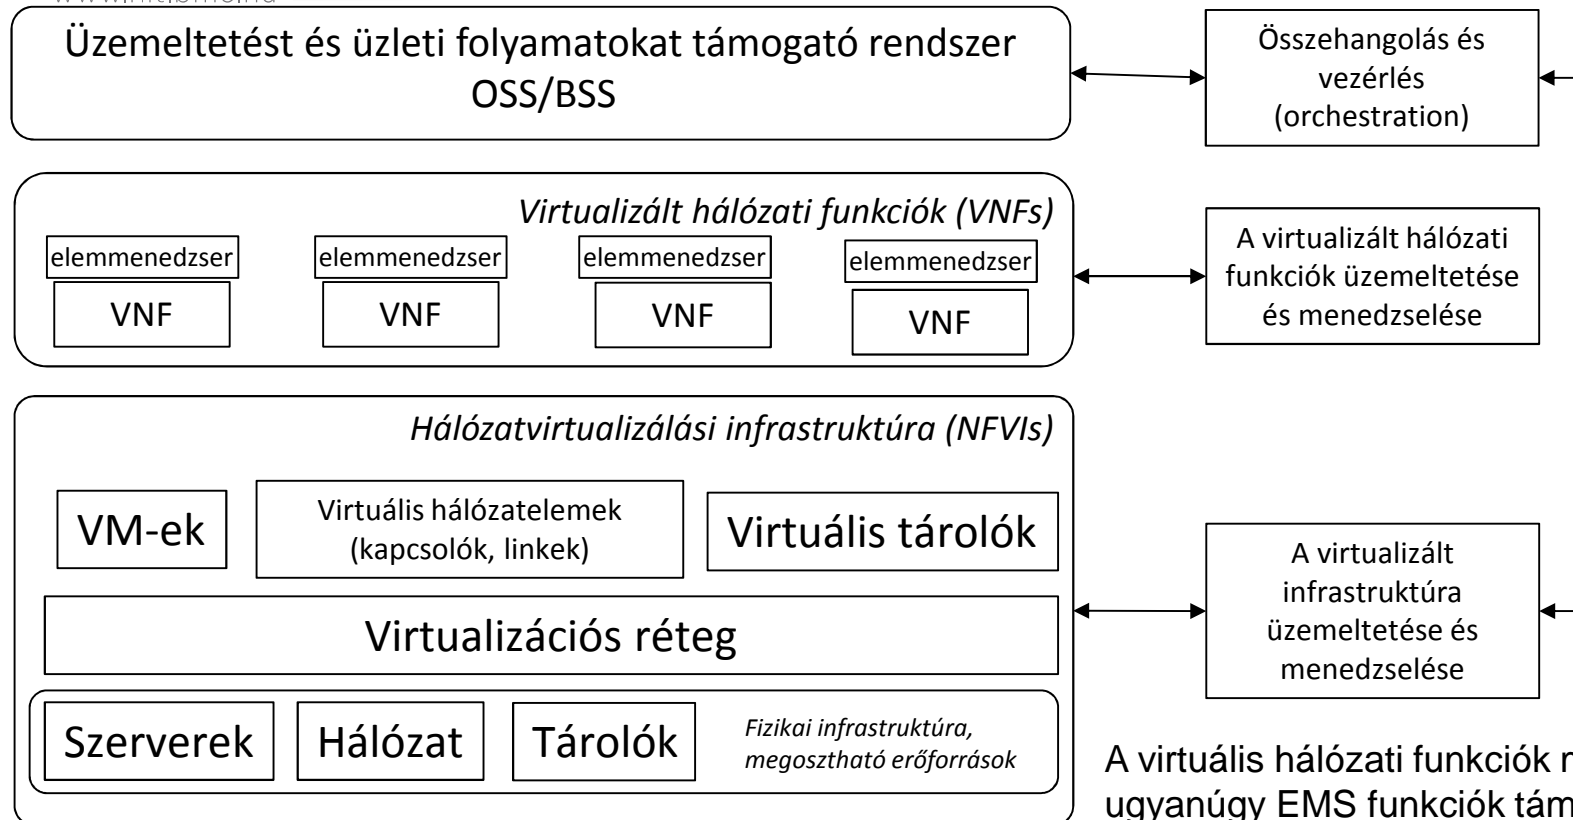 Üzemeltetést és üzleti folyamatokat támogató rendszer
OSS/BSS
Összehangolás és
vezérlés
(orchestration)
Virtualizált hálózati funkciók (VNFs)
elemmenedzser
elemmenedzser
elemmenedzser
elemmenedzser
VNF
VNF
VNF
VNF
A virtualizált hálózati
funkciók üzemeltetése
és menedzselése
Hálózatvirtualizálási infrastruktúra (NFVIs)
VM-ek
Virtuális hálózatelemek
(kapcsolók, linkek)
Virtuális tárolók
Virtualizációs réteg
A virtualizált
infrastruktúra
üzemeltetése és
menedzselése
Szerverek
Hálózat
Tárolók
Fizikai infrastruktúra,
megosztható erőforrások
A virtuális hálózati funkciók
ugyanúgy EMS funkciók